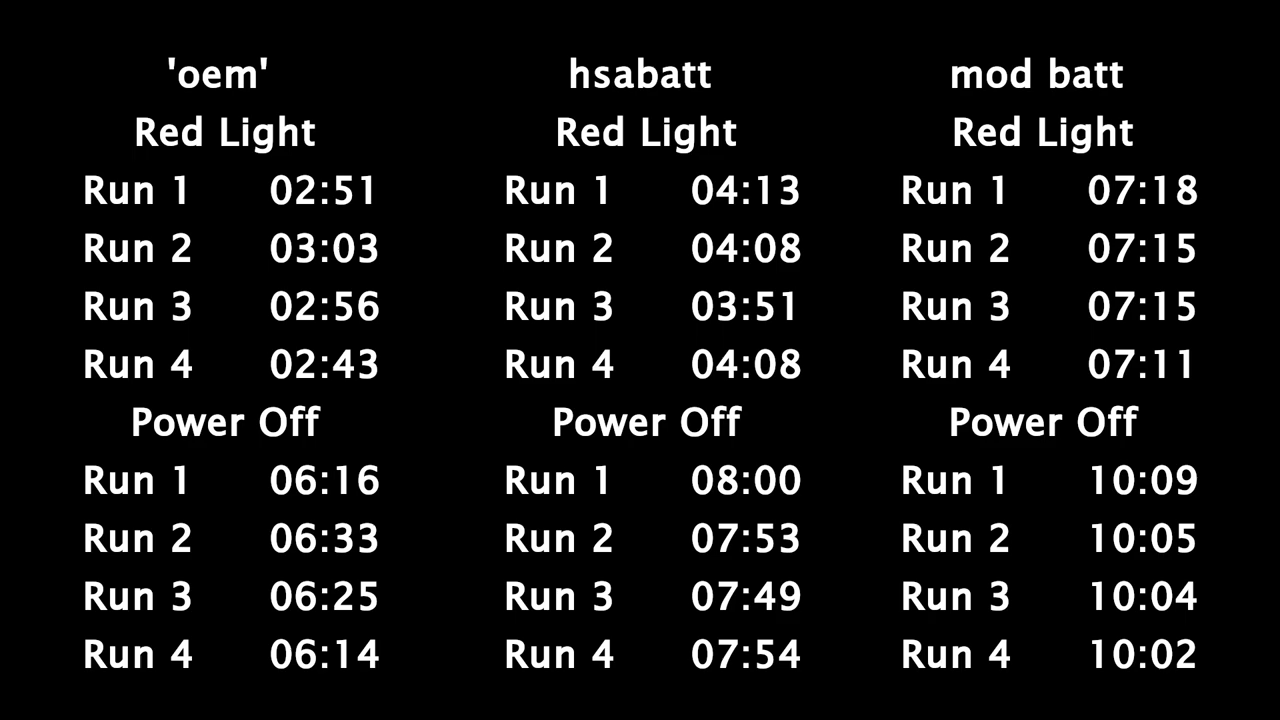 'oem' hsabatt mod batt
Red Light Red Light Red Light
Run 1 02:51 Run 1 04:13 Run 1 07:18
Run 2 03:03 Run 2 04:08 Run 2 07:15
Run 3 02:56 Run 3 03:51 Run 3 07:15
Run 4 02:43 Run 4 04:08 Run 4 07:11
Power Off Power Off Power Off
Run 1 06:16 Run 1 08:00 Run 1 10:09
Run 2 06:33 Run 2 07:53 Run 2 10:05
Run 3 06:25 Run 3 07:49 Run 3 10:04
Run 4 06:14 Run 4 07:54 Run 4 10:02